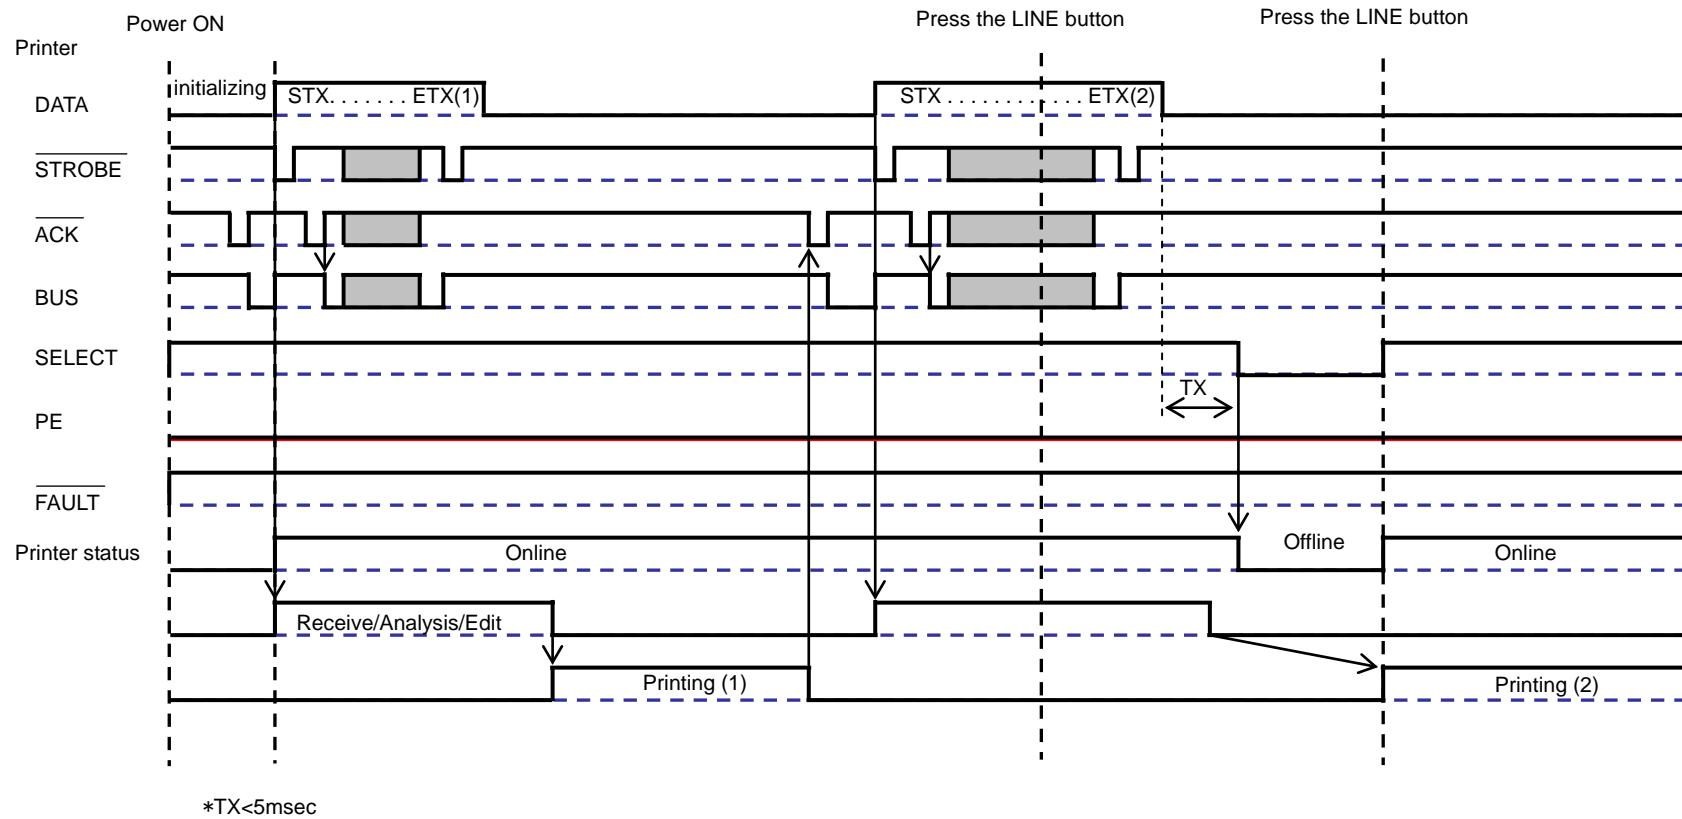 Power ON
Press the LINE button
Press the LINE button
Printer
initializing
DATA
STX. . . . . . . ETX(1)
STX . . . . . . . . . . . . ETX(2)
STROBE
ACK
BUS
SELECT
TX
PE
FAULT
Printer status
Online
Offline
Online
Receive/Analysis/Edit
Printing (1)
Printing (2)
*TX<5msec